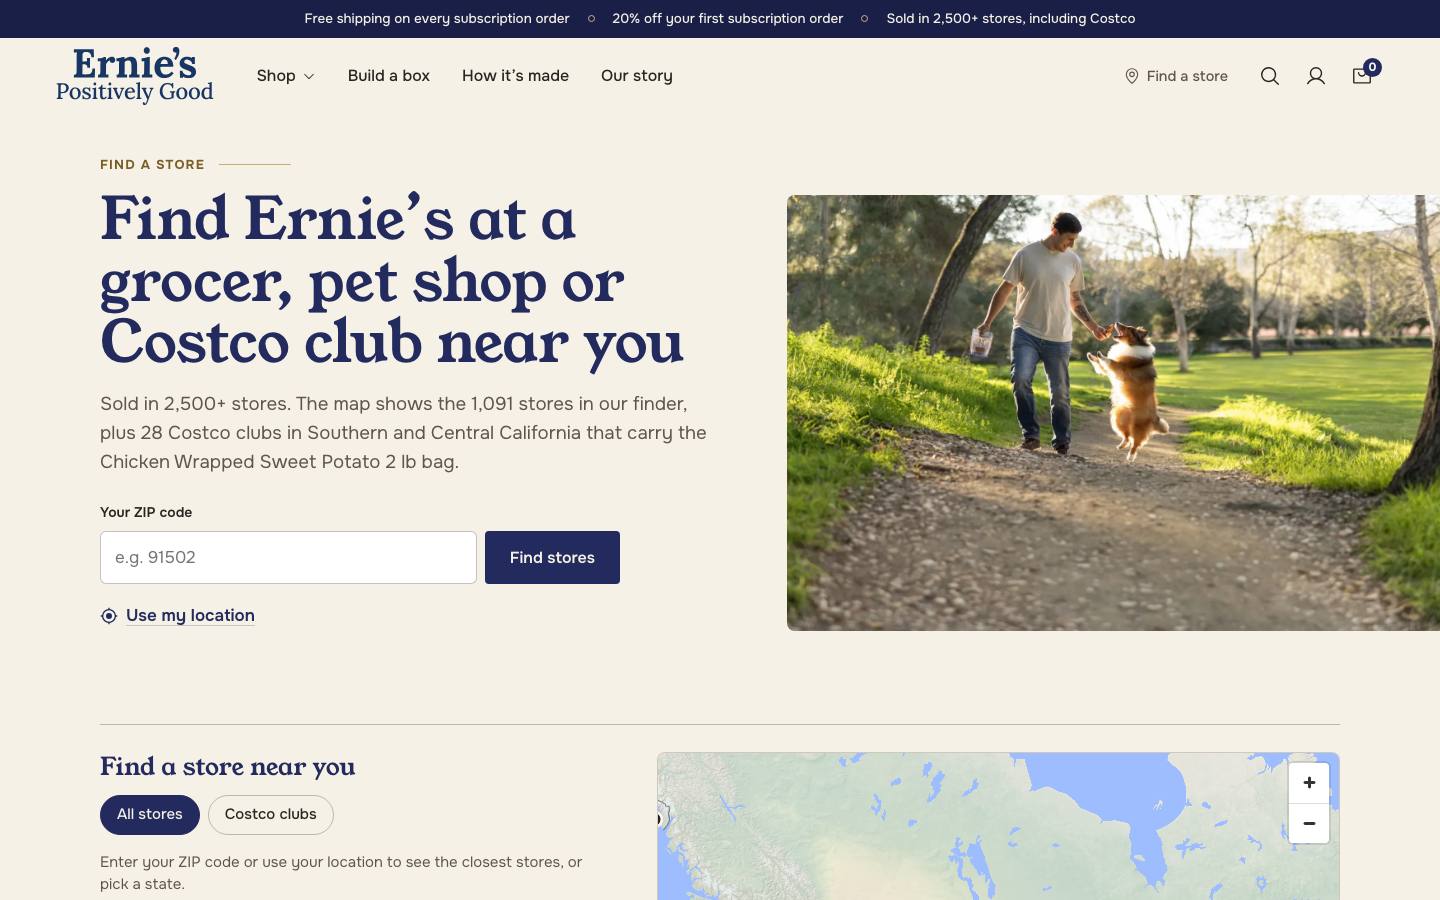 Free shipping on every subscription order
20% off your first subscription order
Sold in 2,500+ stores, including Costco
Ernie's
Positively Good
Shop
Build a box
How it’s made
Our story
Find a store
0
FIND A STORE
Find Ernie’s at a
grocer, pet shop or
Costco club near you
Sold in 2,500+ stores. The map shows the 1,091 stores in our finder,
plus 28 Costco clubs in Southern and Central California that carry the
Chicken Wrapped Sweet Potato 2 lb bag.
Your ZIP code
e.g. 91502
Find stores
Use my location
Find a store near you
All stores
Costco clubs
Enter your ZIP code or use your location to see the closest stores, or
pick a state.
+
−